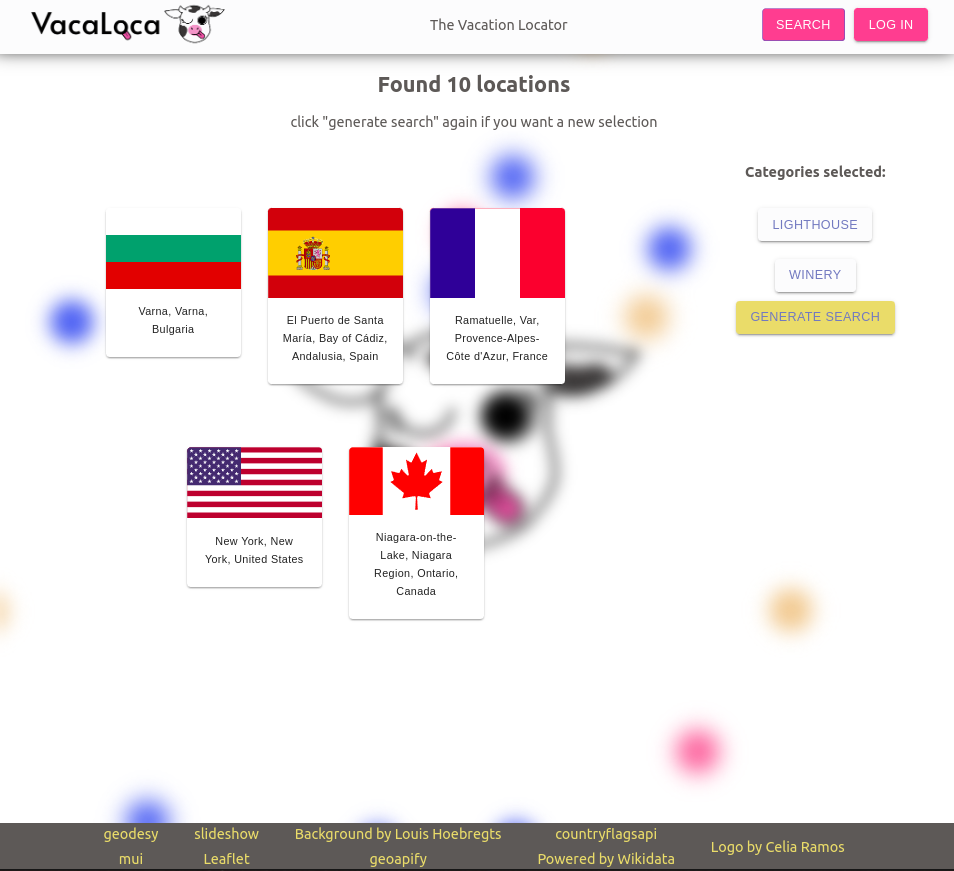 VacaLoca
The Vacation Locator
SEARCH
LOG IN
Found 10 locations
click "generate search" again if you want a new selection
Categories selected:
LIGHTHOUSE
WINERY
GENERATE SEARCH
Varna, Varna,
Bulgaria
El Puerto de Santa
María, Bay of Cádiz,
Andalusia, Spain
Ramatuelle, Var,
Provence-Alpes-
Côte d'Azur, France
New York, New
York, United States
Niagara-on-the-
Lake, Niagara
Region, Ontario,
Canada
geodesy
slideshow
Background by Louis Hoebregts
countryflagsapi
Logo by Celia Ramos
mui
Leaflet
geoapify
Powered by Wikidata